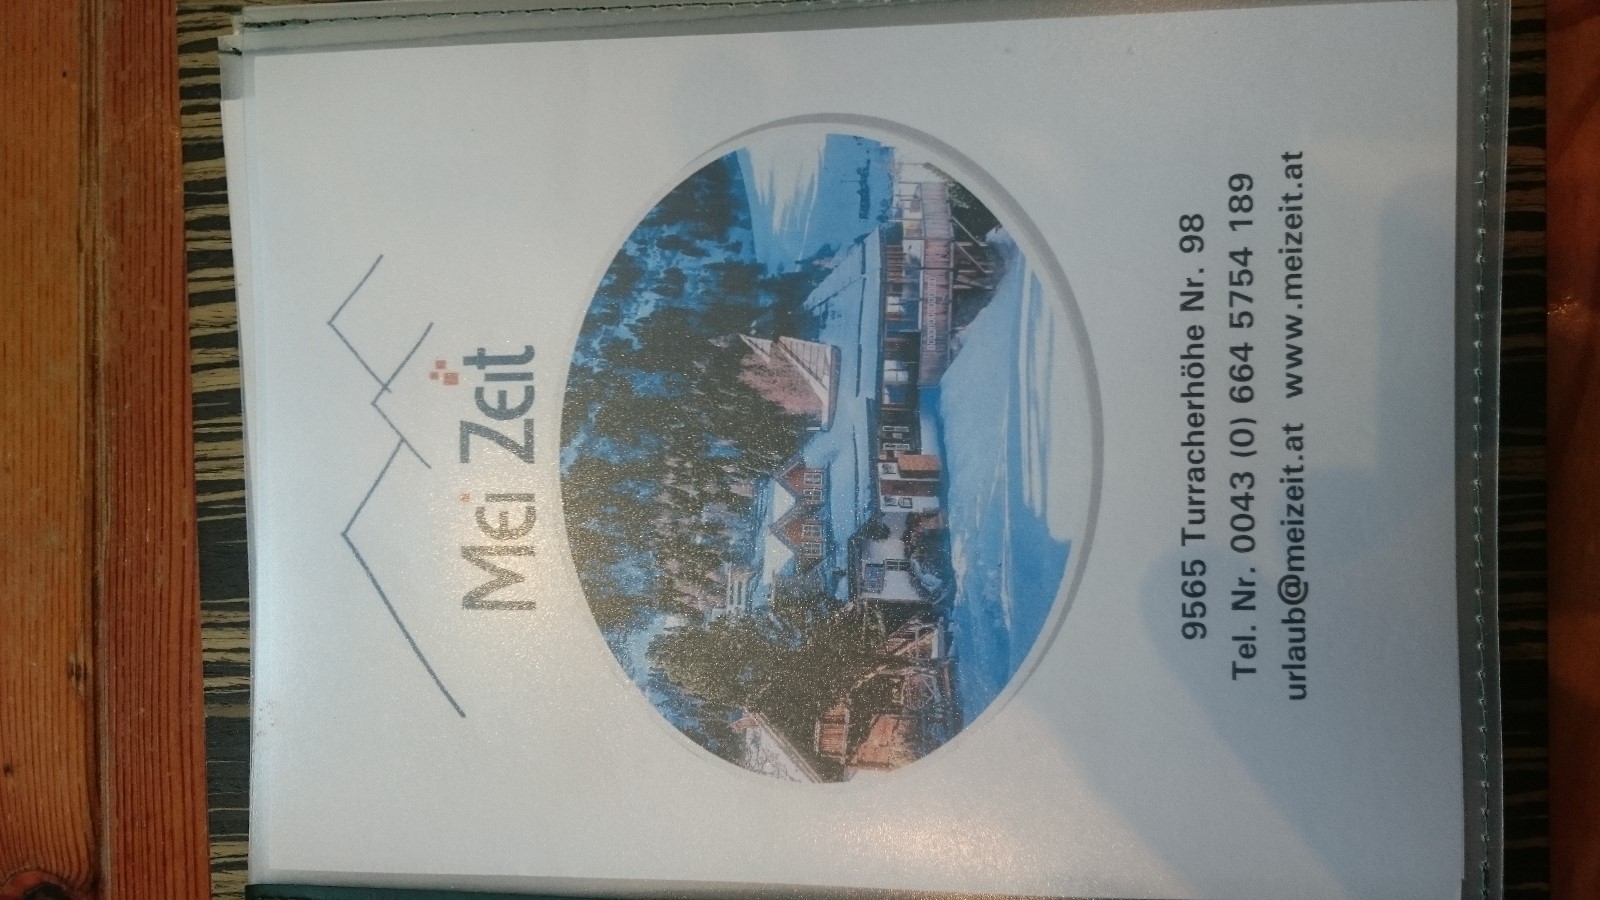 Mei Zeit
9565 Turracherhöhe Nr. 98
Tel. Nr. 0043 (0) 664 5754 189
urlaub@meizeit.at www.meizeit.at